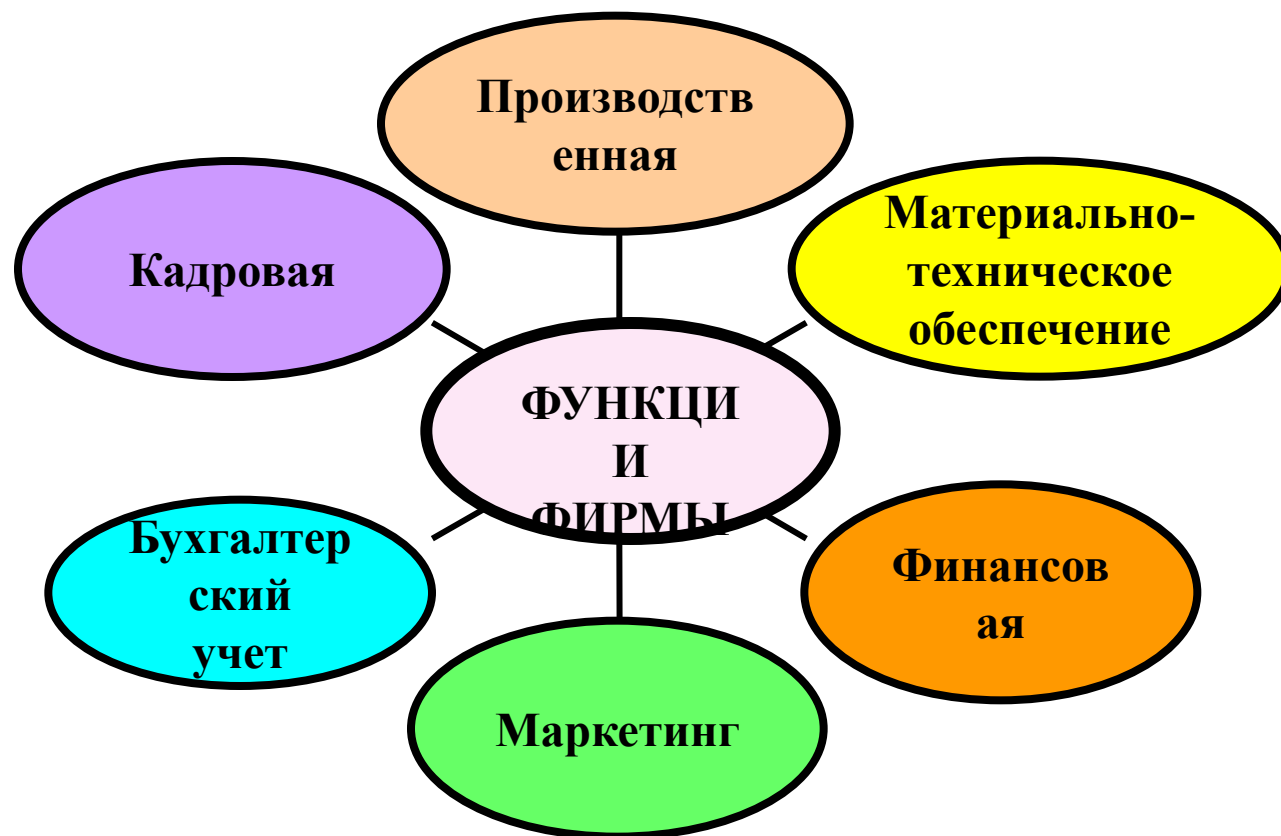 Производств
енная
Материально-
техническое
обеспечение
Кадровая
ФУНКЦИ
И
ФИРМЫ
Бухгалтер
ский
учет
Финансов
ая
Маркетинг